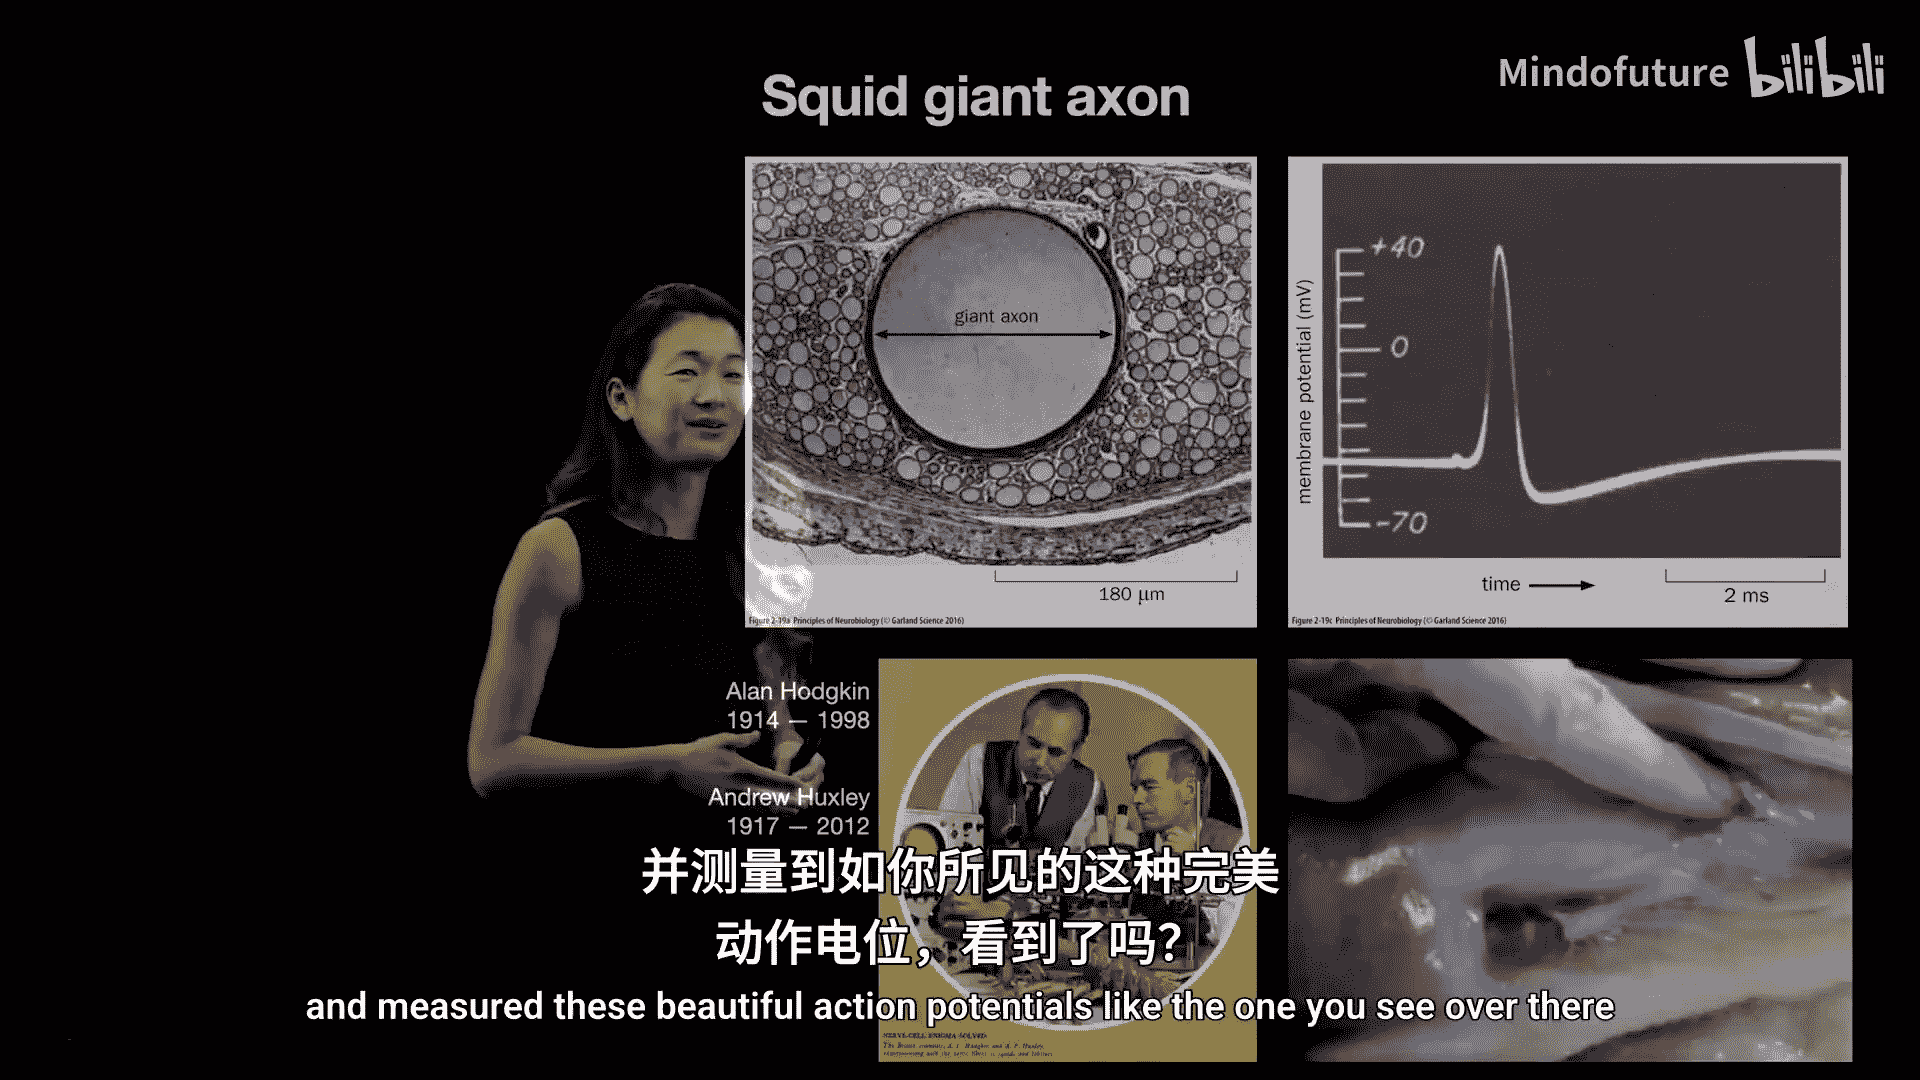 Mindofuture bilibili
Squid giant axon
giant axon
180 μm
Figure 2-19a Principles of Neurobiology (© Garland Science 2016)
membrane potential (mV)
+40
0
-70
time
2 ms
Figure 2-19c Principles of Neurobiology (© Garland Science 2016)
Alan Hodgkin
1914 — 1998
Andrew Huxley
1917 — 2012
并测量到如你所见的这种完美
动作电位，看到了吗？
and measured these beautiful action potentials like the one you see over there
NERVE-CELL ENIGMA SOLVED